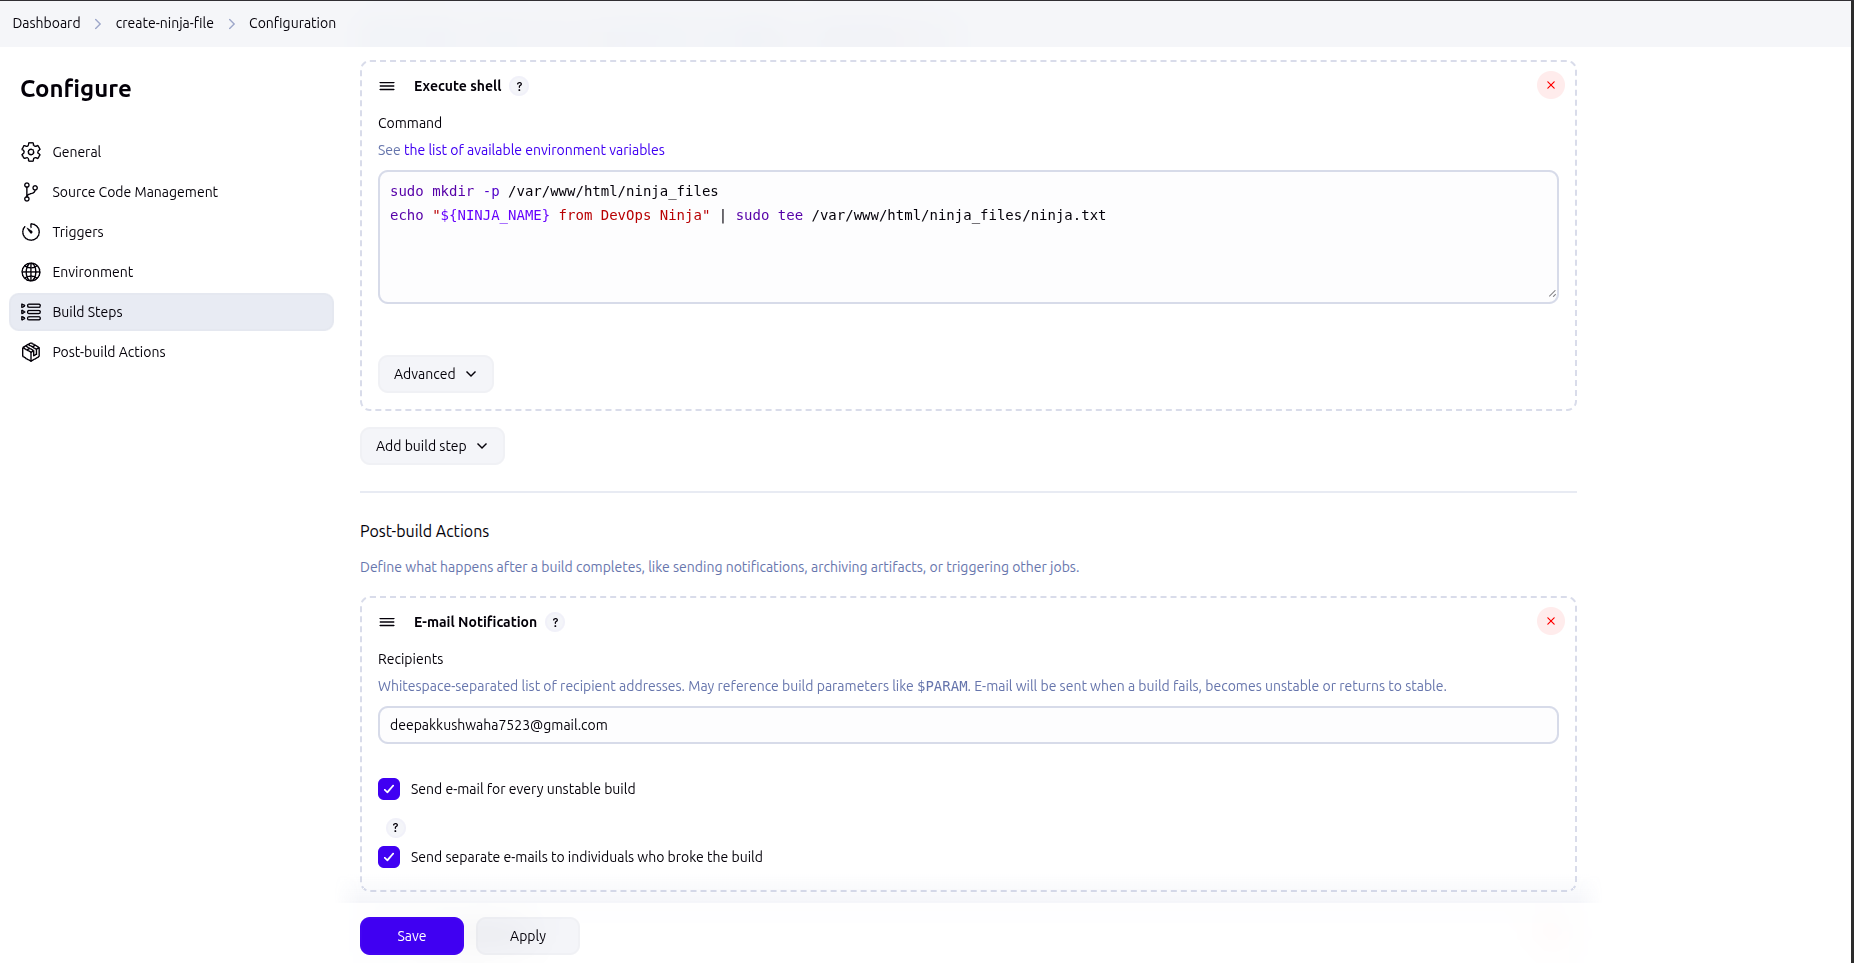 Dashboard > create-ninja-file > Configuration
Configure
General
Source Code Management
Triggers
Environment
Build Steps
Post-build Actions
Execute shell ?
Command
See the list of available environment variables
sudo mkdir -p /var/www/html/ninja_files
echo "${NINJA_NAME} from DevOps Ninja" | sudo tee /var/www/html/ninja_files/ninja.txt
Advanced
Add build step
Post-build Actions
Define what happens after a build completes, like sending notifications, archiving artifacts, or triggering other jobs.
E-mail Notification ?
Recipients
Whitespace-separated list of recipient addresses. May reference build parameters like $PARAM. E-mail will be sent when a build fails, becomes unstable or returns to stable.
deepakkushwaha7523@gmail.com
Send e-mail for every unstable build
?
Send separate e-mails to individuals who broke the build
Save Apply